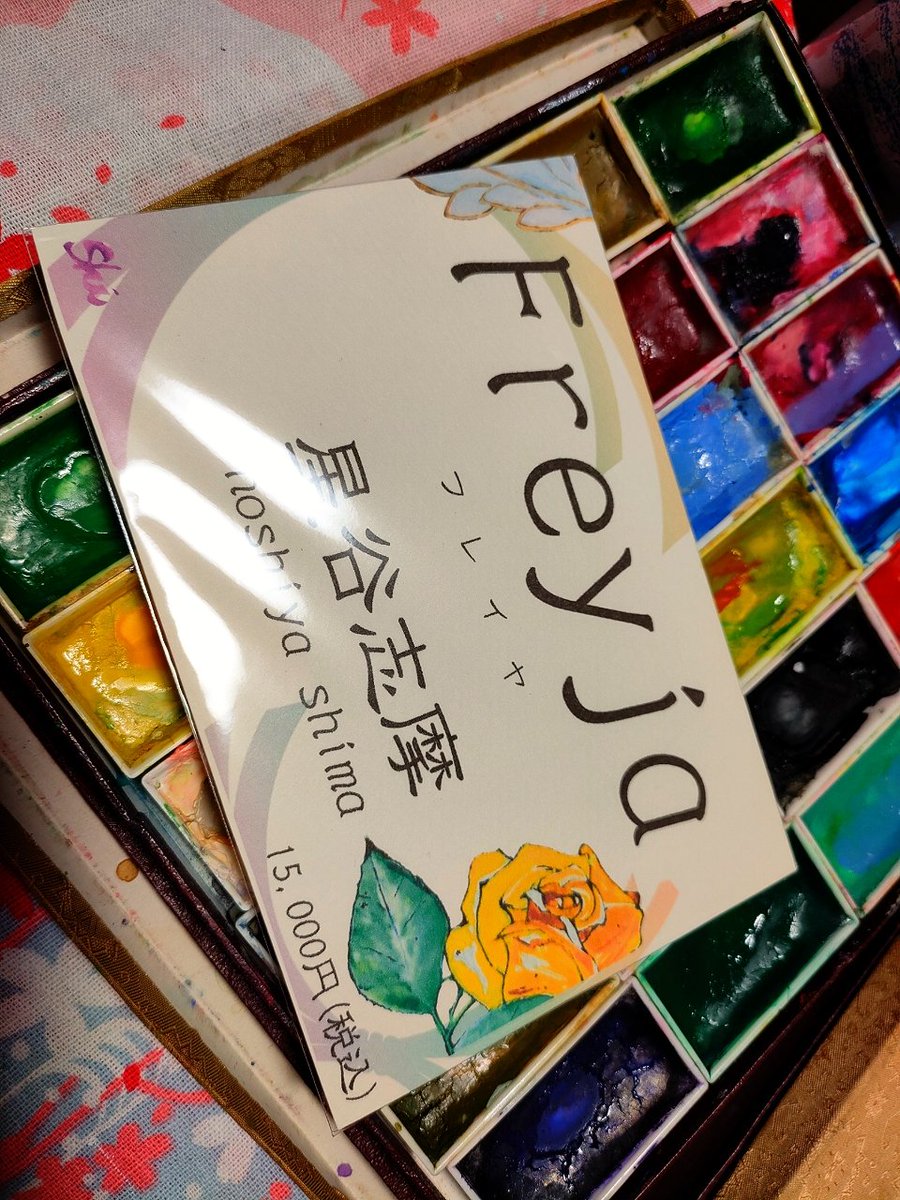 Freyja
フレイヤ
星谷志摩
hoshiya shima
15,000円(税込)